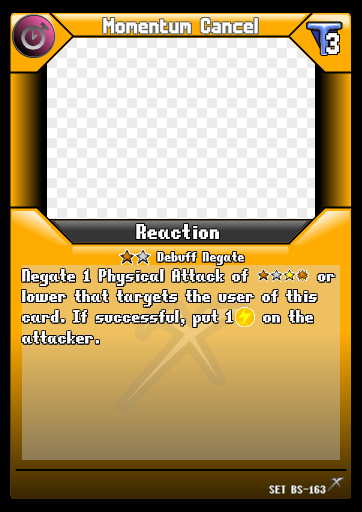 Momentum Cancel
T3
Reaction
Debuff Negate
Negate 1 Physical Attack of or
lower that targets the user of this
card. If successful, put 1 on the
attacker.
SET BS-163